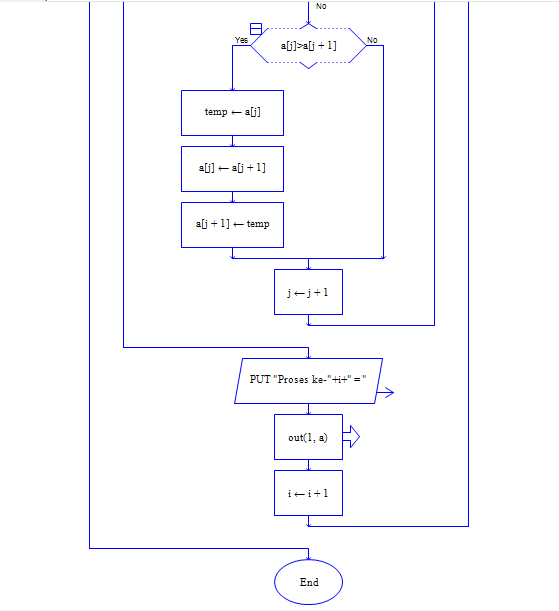 No
Yes
a[j]>a[j + 1]
No
temp ← a[j]
a[j] ← a[j + 1]
a[j + 1] ← temp
j ← j + 1
PUT "Proses ke-"+i+" = "
out(1, a)
i ← i + 1
End